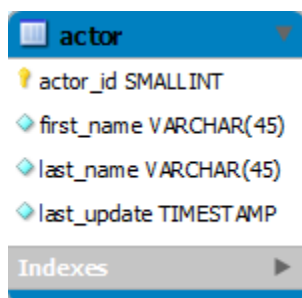 actor
actor_id SMALLINT
first_name VARCHAR(45)
last_name VARCHAR(45)
last_update TIMESTAMP
Indexes